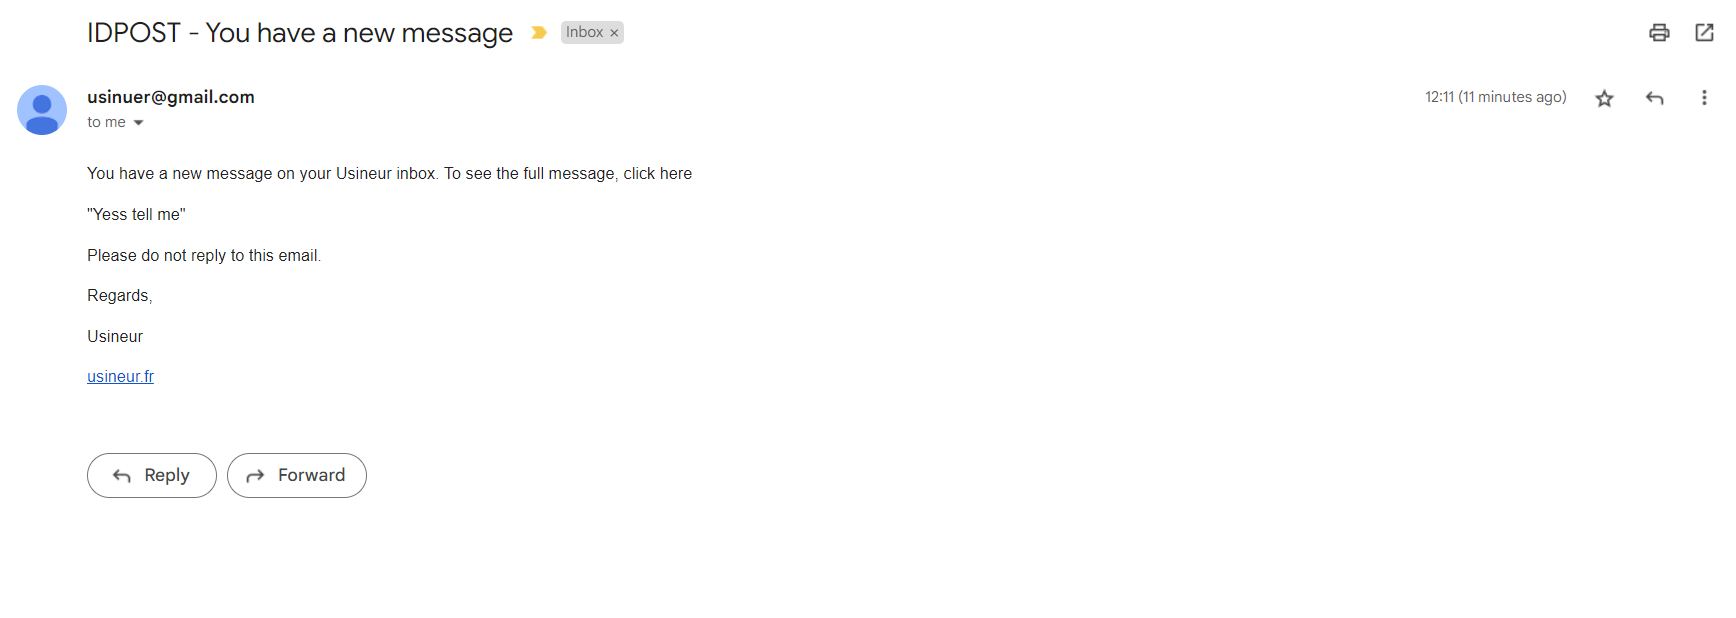 IDPOST - You have a new message Inbox ×
usinuer@gmail.com 12:11 (11 minutes ago)
to me
You have a new message on your Usineur inbox. To see the full message, click here
"Yess tell me"
Please do not reply to this email.
Regards,
Usineur
usineur.fr
Reply Forward